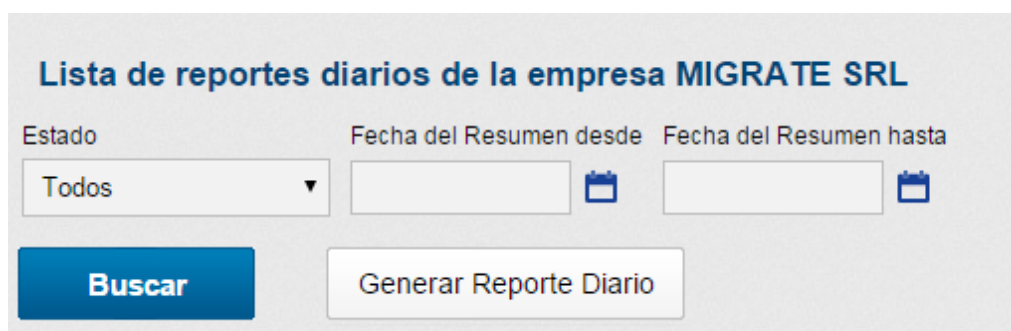 Lista de reportes diarios de la empresa MIGRATE SRL
Estado Fecha del Resumen desde Fecha del Resumen hasta
Todos
Buscar Generar Reporte Diario